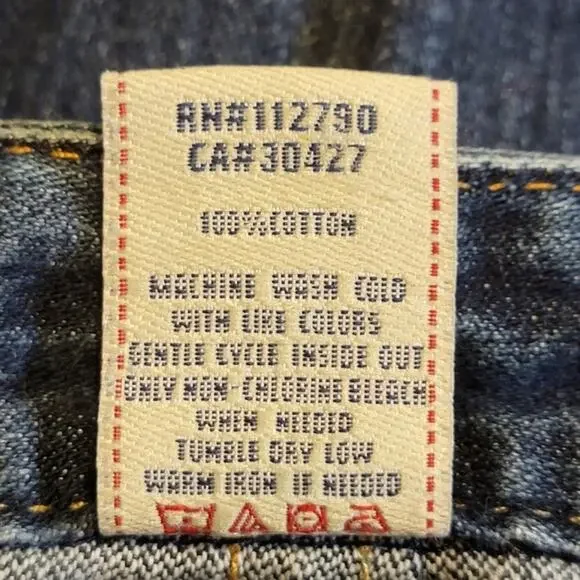 RN#112790
CA#30427
100%COTTON
MACHINE WASH COLD
WITH LIKE COLORS
GENTLE CYCLE INSIDE OUT
ONLY NON-CHLORINE BLEACH
WHEN NEEDED
TUMBLE DRY LOW
WARM IRON IF NEEDED